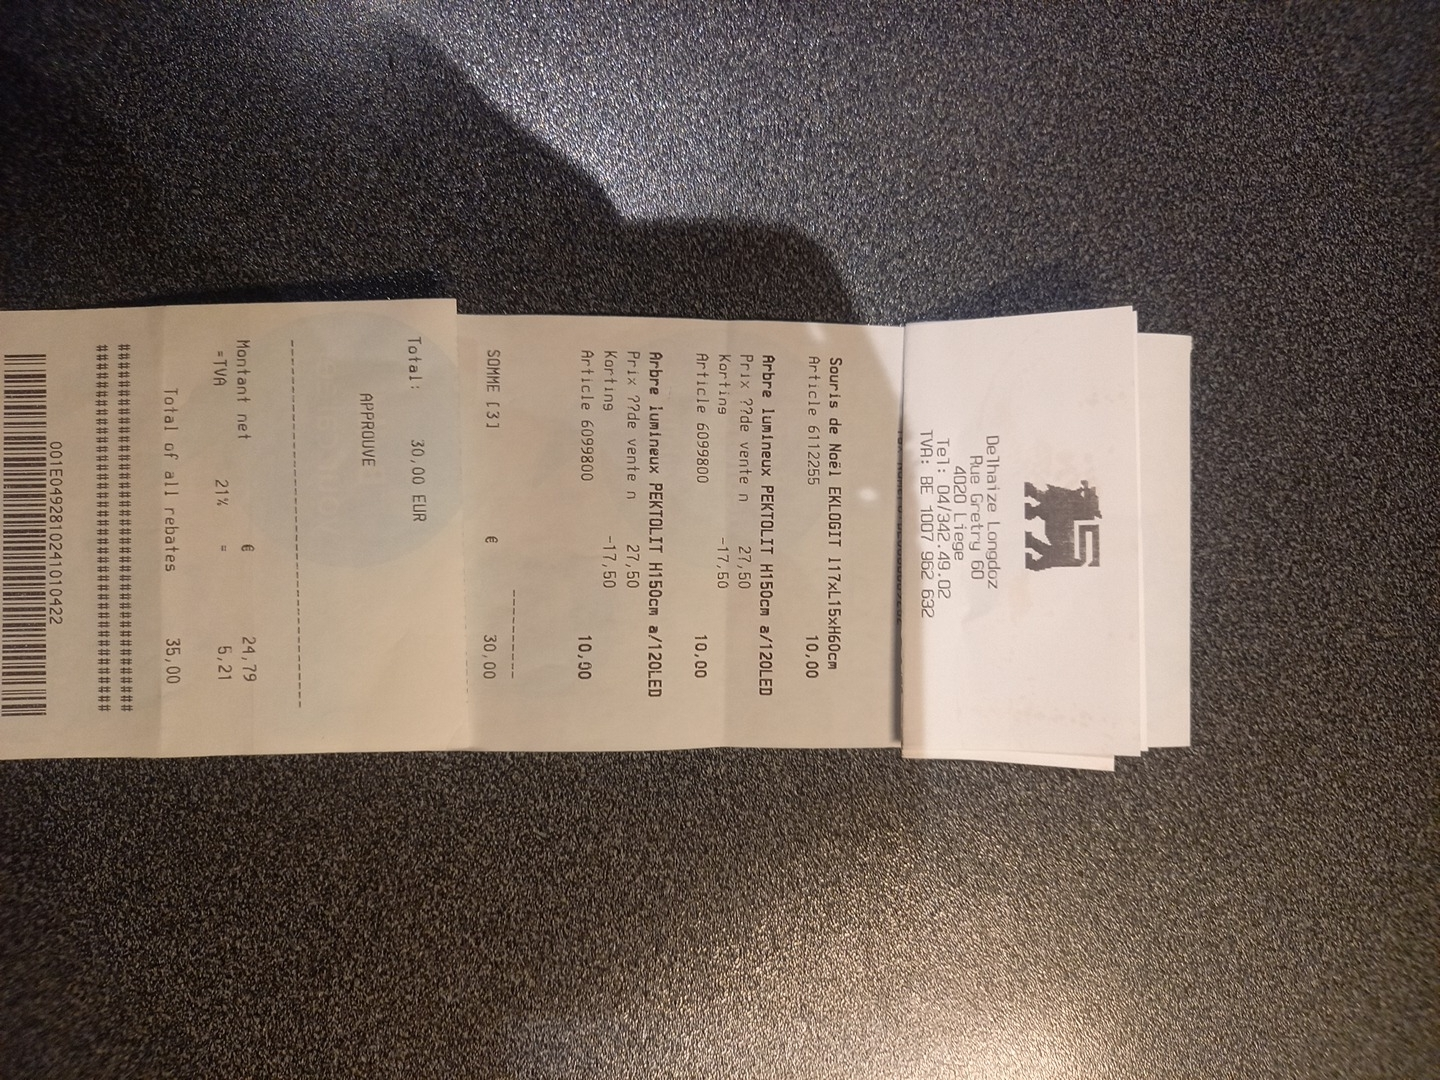 Delhaize Longdoz
Rue Gretry 60
4020 Liege
Tel: 04/342.49.02
TVA: BE 1007 962 632
Souris de Noël EKLOGIT l17xL15xH60cm
Article 6112255 10,00
Arbre lumineux PEKTOLIT H150cm a/120LED
Prix ??de vente n 27,50
Korting -17,50
Article 6099800 10,00
Arbre lumineux PEKTOLIT H150cm a/120LED
Prix ??de vente n 27,50
Korting -17,50
Article 6099800 10,00
----------
SOMME [3] € 30,00
Total: 30,00 EUR
APPROUVE
------------------------------------------
Montant net € 24,79
=TVA 21% = 5,21
Total of all rebates 35,00
##########################################
##########################################
001E0492810241010422